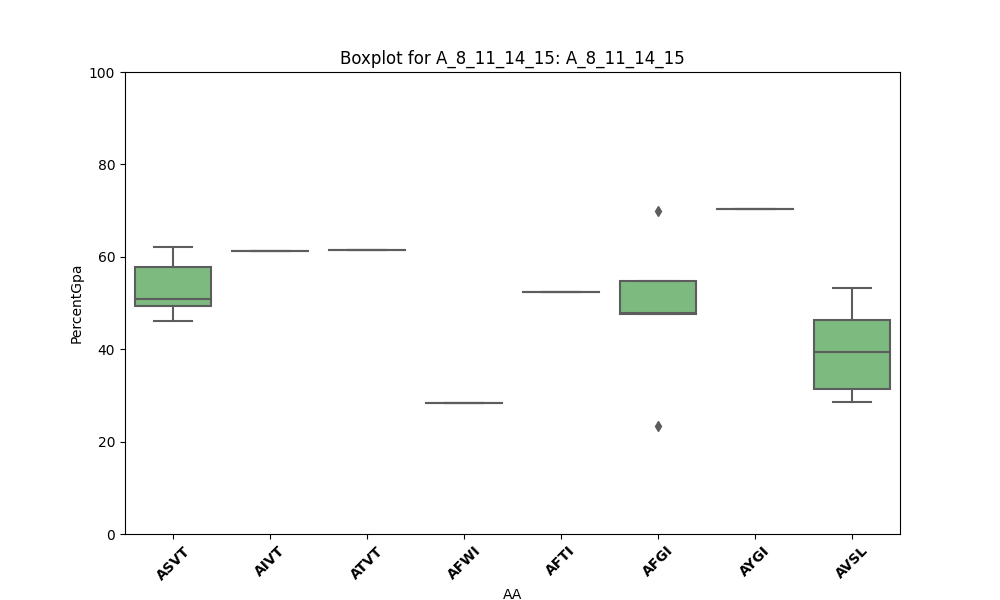 Boxplot for A_8_11_14_15: A_8_11_14_15
100
80
60
40
20
0
PercentGpa
ASVT
AIVT
ATVT
AFWI
AFTI
AFGI
AYGI
AVSL
AA